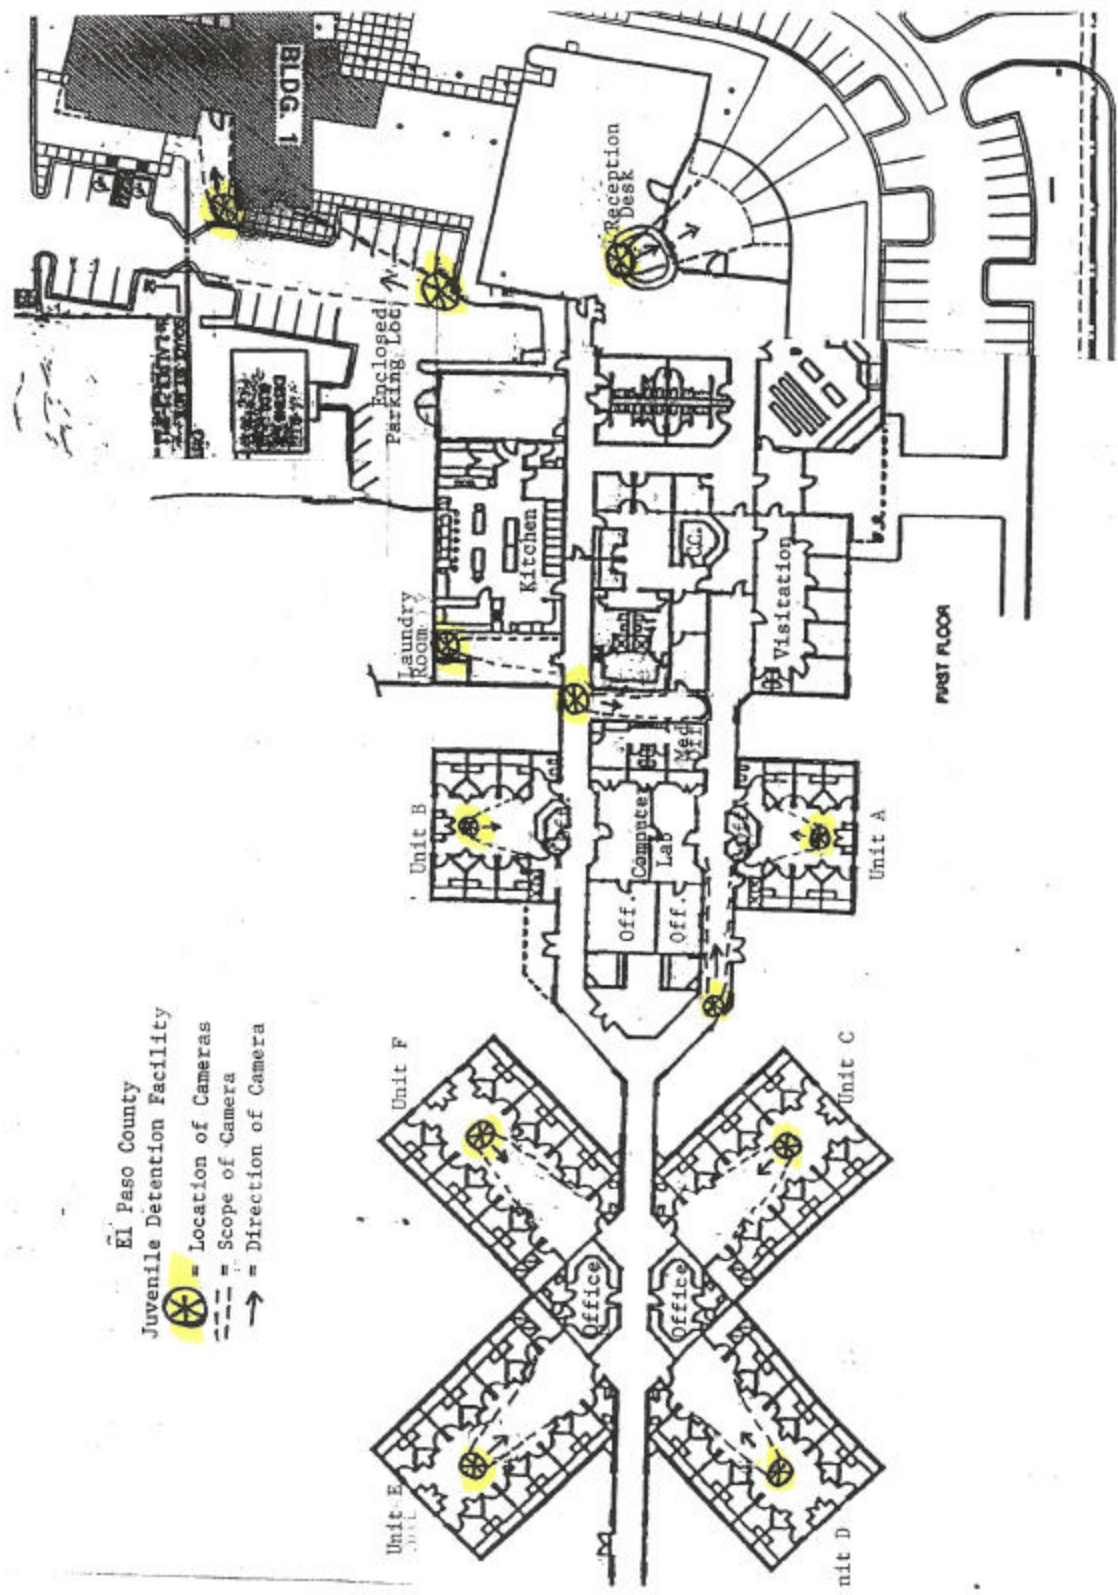 El Paso County
Juvenile Detention Facility
= Location of Cameras
= Scope of Camera
= Direction of Camera
BLDG. 1
Reception
Desk
Enclosed
Parking Lot
Kitchen
Laundry
Room
C.C.
Visitation
FIRST FLOOR
Med
Off
Unit B
Off.
Computer
Lab
Off.
Unit A
Off.
Off.
Unit F
Unit C
Office
Office
Unit E
nit D